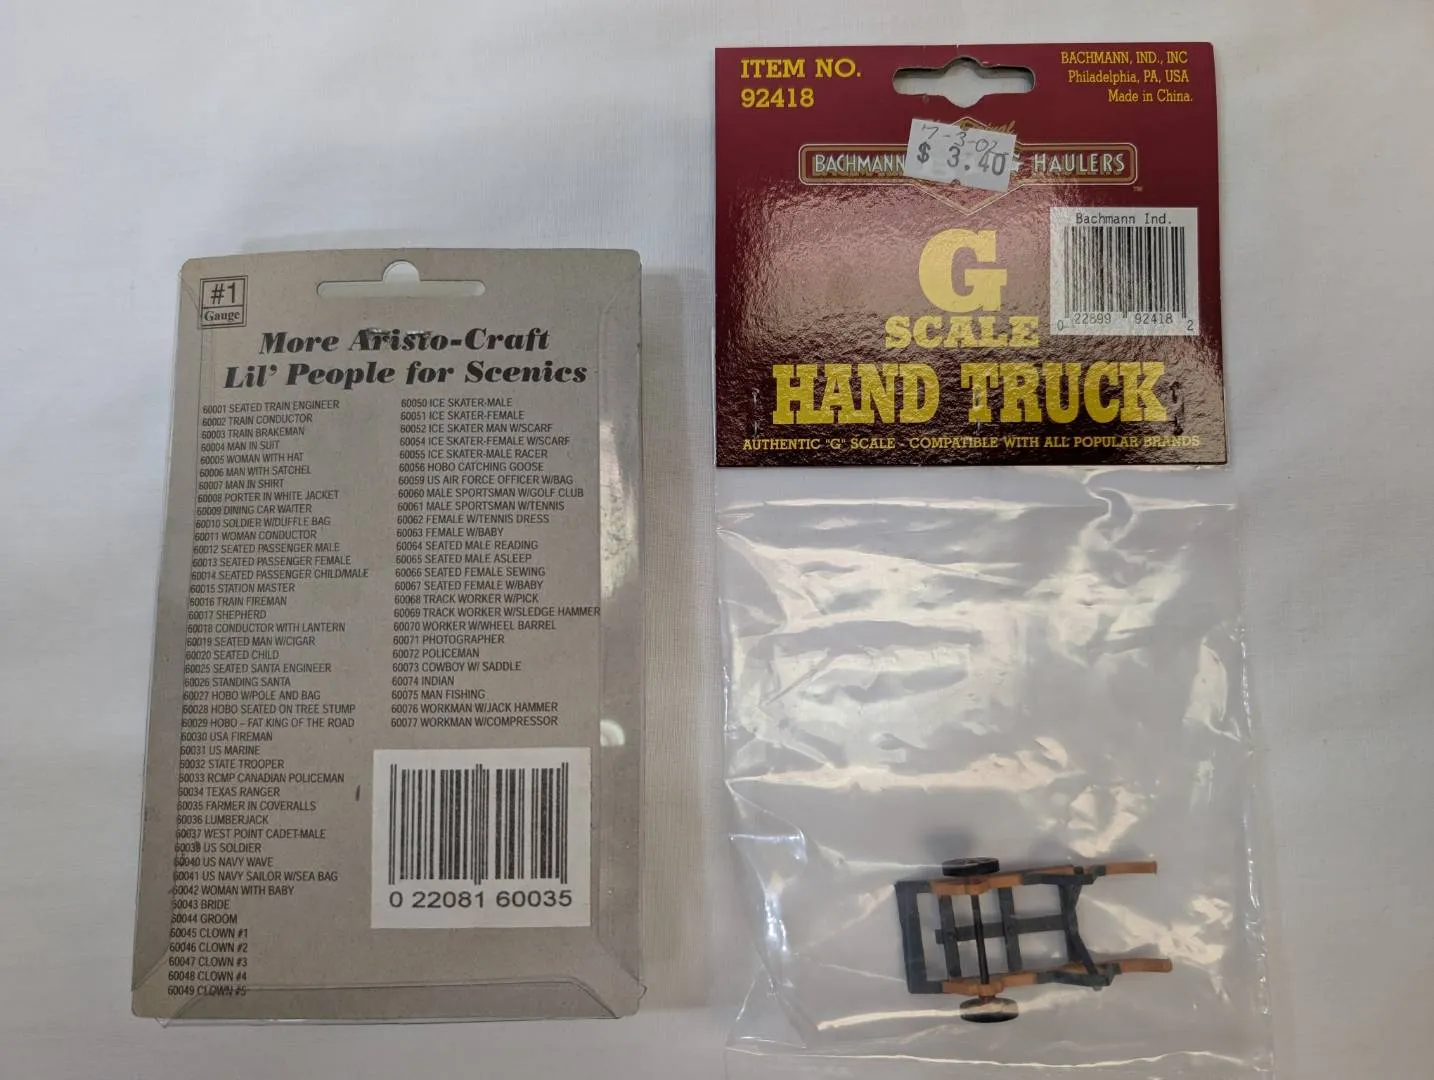 #1
Gauge
More Aristo-Craft
Lil' People for Scenics
60001 SEATED TRAIN ENGINEER
60002 TRAIN CONDUCTOR
60003 TRAIN BRAKEMAN
60004 MAN IN SUIT
60005 WOMAN WITH HAT
60006 MAN WITH SATCHEL
60007 MAN IN SHIRT
60008 PORTER IN WHITE JACKET
60009 DINING CAR WAITER
60010 SOLDIER W/DUFFLE BAG
60011 WOMAN CONDUCTOR
60012 SEATED PASSENGER MALE
60013 SEATED PASSENGER FEMALE
60014 SEATED PASSENGER CHILD/MALE
60015 STATION MASTER
60016 TRAIN FIREMAN
60017 SHEPHERD
60018 CONDUCTOR WITH LANTERN
60019 SEATED MAN W/CIGAR
60020 SEATED CHILD
60025 SEATED SANTA ENGINEER
60026 STANDING SANTA
60027 HOBO W/POLE AND BAG
60028 HOBO SEATED ON TREE STUMP
60029 HOBO – FAT KING OF THE ROAD
60030 USA FIREMAN
60031 US MARINE
60032 STATE TROOPER
60033 RCMP CANADIAN POLICEMAN
60034 TEXAS RANGER
60035 FARMER IN COVERALLS
60036 LUMBERJACK
60037 WEST POINT CADET-MALE
60039 US SOLDIER
60040 US NAVY WAVE
60041 US NAVY SAILOR W/SEA BAG
60042 WOMAN WITH BABY
60043 BRIDE
60044 GROOM
60045 CLOWN #1
60046 CLOWN #2
60047 CLOWN #3
60048 CLOWN #4
60049 CLOWN #5
60050 ICE SKATER-MALE
60051 ICE SKATER-FEMALE
60052 ICE SKATER MAN W/SCARF
60054 ICE SKATER-FEMALE W/SCARF
60055 ICE SKATER-MALE RACER
60056 HOBO CATCHING GOOSE
60059 US AIR FORCE OFFICER W/BAG
60060 MALE SPORTSMAN W/GOLF CLUB
60061 MALE SPORTSMAN W/TENNIS
60062 FEMALE W/TENNIS DRESS
60063 FEMALE W/BABY
60064 SEATED MALE READING
60065 SEATED MALE ASLEEP
60066 SEATED FEMALE SEWING
60067 SEATED FEMALE W/BABY
60068 TRACK WORKER W/PICK
60069 TRACK WORKER W/SLEDGE HAMMER
60070 WORKER W/WHEEL BARREL
60071 PHOTOGRAPHER
60072 POLICEMAN
60073 COWBOY W/ SADDLE
60074 INDIAN
60075 MAN FISHING
60076 WORKMAN W/JACK HAMMER
60077 WORKMAN W/COMPRESSOR
0 22081 60035
ITEM NO.
92418
BACHMANN, IND., INC
Philadelphia, PA, USA
Made in China.
7-3-02
$ 3.40
BACHMANN HAULERS
TM
Bachmann Ind.
0 22899 92418 2
G
SCALE
HAND TRUCK
AUTHENTIC "G" SCALE - COMPATIBLE WITH ALL POPULAR BRANDS